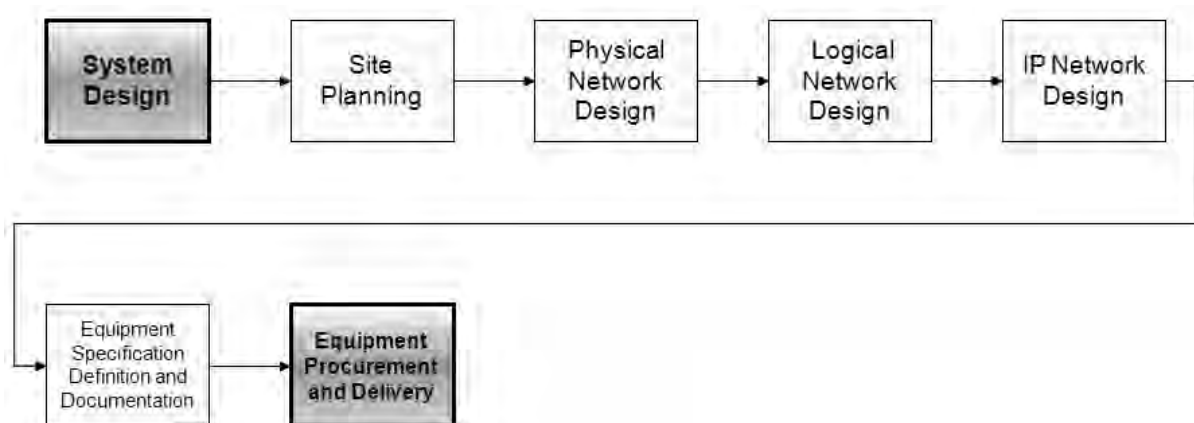 System
Design
Site
Planning
Physical
Network
Design
Logical
Network
Design
IP Network
Design
Equipment
Specification
Definition and
Documentation
Equipment
Procurement
and Delivery